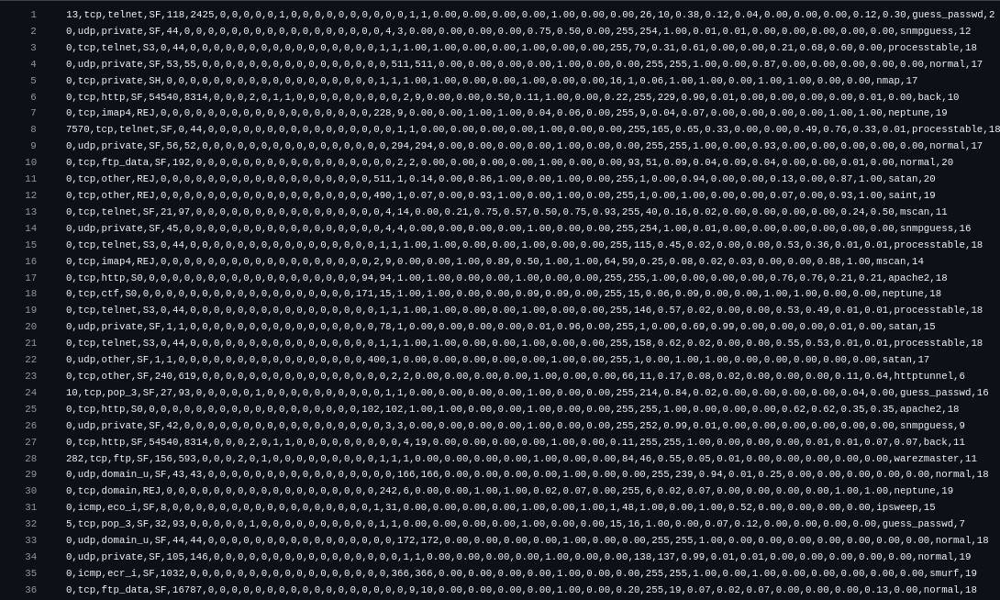 1 13,tcp,telnet,SF,118,2425,0,0,0,0,0,1,0,0,0,0,0,0,0,0,0,0,1,1,0.00,0.00,0.00,0.00,1.00,0.00,0.00,26,10,0.38,0.12,0.04,0.00,0.00,0.00,0.12,0.30,guess_passwd,2
2 0,udp,private,SF,44,0,0,0,0,0,0,0,0,0,0,0,0,0,0,0,0,0,4,3,0.00,0.00,0.00,0.00,0.75,0.50,0.00,255,254,1.00,0.01,0.01,0.00,0.00,0.00,0.00,0.00,snmpguess,12
3 0,tcp,telnet,S3,0,44,0,0,0,0,0,0,0,0,0,0,0,0,0,0,0,0,1,1,1.00,1.00,0.00,0.00,1.00,0.00,0.00,255,79,0.31,0.61,0.00,0.00,0.21,0.68,0.60,0.00,processtable,18
4 0,udp,private,SF,53,55,0,0,0,0,0,0,0,0,0,0,0,0,0,0,0,0,511,511,0.00,0.00,0.00,0.00,1.00,0.00,0.00,255,255,1.00,0.00,0.87,0.00,0.00,0.00,0.00,0.00,normal,17
5 0,tcp,private,SH,0,0,0,0,0,0,0,0,0,0,0,0,0,0,0,0,0,0,1,1,1.00,1.00,0.00,0.00,1.00,0.00,0.00,16,1,0.06,1.00,1.00,0.00,1.00,1.00,0.00,0.00,nmap,17
6 0,tcp,http,SF,54540,8314,0,0,0,2,0,1,1,0,0,0,0,0,0,0,0,0,2,9,0.00,0.00,0.50,0.11,1.00,0.00,0.22,255,229,0.90,0.01,0.00,0.00,0.00,0.00,0.01,0.00,back,10
7 0,tcp,imap4,REJ,0,0,0,0,0,0,0,0,0,0,0,0,0,0,0,0,0,0,228,9,0.00,0.00,1.00,1.00,0.04,0.06,0.00,255,9,0.04,0.07,0.00,0.00,0.00,0.00,1.00,1.00,neptune,19
8 7570,tcp,telnet,SF,0,44,0,0,0,0,0,0,0,0,0,0,0,0,0,0,0,0,1,1,0.00,0.00,0.00,0.00,1.00,0.00,0.00,255,165,0.65,0.33,0.00,0.00,0.49,0.76,0.33,0.01,processtable,18
9 0,udp,private,SF,56,52,0,0,0,0,0,0,0,0,0,0,0,0,0,0,0,0,294,294,0.00,0.00,0.00,0.00,1.00,0.00,0.00,255,255,1.00,0.00,0.93,0.00,0.00,0.00,0.00,0.00,normal,17
10 0,tcp,ftp_data,SF,192,0,0,0,0,0,0,0,0,0,0,0,0,0,0,0,0,0,2,2,0.00,0.00,0.00,0.00,1.00,0.00,0.00,93,51,0.09,0.04,0.09,0.04,0.00,0.00,0.01,0.00,normal,20
11 0,tcp,other,REJ,0,0,0,0,0,0,0,0,0,0,0,0,0,0,0,0,0,0,511,1,0.14,0.00,0.86,1.00,0.00,1.00,0.00,255,1,0.00,0.94,0.00,0.00,0.13,0.00,0.87,1.00,satan,20
12 0,tcp,other,REJ,0,0,0,0,0,0,0,0,0,0,0,0,0,0,0,0,0,0,490,1,0.07,0.00,0.93,1.00,0.00,1.00,0.00,255,1,0.00,1.00,0.00,0.00,0.07,0.00,0.93,1.00,saint,19
13 0,tcp,telnet,SF,21,97,0,0,0,0,0,0,0,0,0,0,0,0,0,0,0,0,4,14,0.00,0.21,0.75,0.57,0.50,0.75,0.93,255,40,0.16,0.02,0.00,0.00,0.00,0.00,0.24,0.50,mscan,11
14 0,udp,private,SF,45,0,0,0,0,0,0,0,0,0,0,0,0,0,0,0,0,0,4,4,0.00,0.00,0.00,0.00,1.00,0.00,0.00,255,254,1.00,0.01,0.00,0.00,0.00,0.00,0.00,0.00,snmpguess,16
15 0,tcp,telnet,S3,0,44,0,0,0,0,0,0,0,0,0,0,0,0,0,0,0,0,1,1,1.00,1.00,0.00,0.00,1.00,0.00,0.00,255,115,0.45,0.02,0.00,0.00,0.53,0.36,0.01,0.01,processtable,18
16 0,tcp,imap4,REJ,0,0,0,0,0,0,0,0,0,0,0,0,0,0,0,0,0,0,2,9,0.00,0.00,1.00,0.89,0.50,1.00,1.00,64,59,0.25,0.08,0.02,0.03,0.00,0.00,0.88,1.00,mscan,14
17 0,tcp,http,S0,0,0,0,0,0,0,0,0,0,0,0,0,0,0,0,0,0,0,94,94,1.00,1.00,0.00,0.00,1.00,0.00,0.00,255,255,1.00,0.00,0.00,0.00,0.76,0.76,0.21,0.21,apache2,18
18 0,tcp,ctf,S0,0,0,0,0,0,0,0,0,0,0,0,0,0,0,0,0,0,0,171,15,1.00,1.00,0.00,0.00,0.09,0.09,0.00,255,15,0.06,0.09,0.00,0.00,1.00,1.00,0.00,0.00,neptune,18
19 0,tcp,telnet,S3,0,44,0,0,0,0,0,0,0,0,0,0,0,0,0,0,0,0,1,1,1.00,1.00,0.00,0.00,1.00,0.00,0.00,255,146,0.57,0.02,0.00,0.00,0.53,0.49,0.01,0.01,processtable,18
20 0,udp,private,SF,1,1,0,0,0,0,0,0,0,0,0,0,0,0,0,0,0,0,78,1,0.00,0.00,0.00,0.00,0.01,0.96,0.00,255,1,0.00,0.69,0.99,0.00,0.00,0.00,0.01,0.00,satan,15
21 0,tcp,telnet,S3,0,44,0,0,0,0,0,0,0,0,0,0,0,0,0,0,0,0,1,1,1.00,1.00,0.00,0.00,1.00,0.00,0.00,255,158,0.62,0.02,0.00,0.00,0.55,0.53,0.01,0.01,processtable,18
22 0,udp,other,SF,1,1,0,0,0,0,0,0,0,0,0,0,0,0,0,0,0,0,400,1,0.00,0.00,0.00,0.00,0.00,1.00,0.00,255,1,0.00,1.00,1.00,0.00,0.00,0.00,0.00,0.00,satan,17
23 0,tcp,other,SF,240,619,0,0,0,0,0,0,0,0,0,0,0,0,0,0,0,0,2,2,0.00,0.00,0.00,0.00,1.00,0.00,0.00,66,11,0.17,0.08,0.02,0.00,0.00,0.00,0.11,0.64,httptunnel,6
24 10,tcp,pop_3,SF,27,93,0,0,0,0,0,1,0,0,0,0,0,0,0,0,0,0,1,1,0.00,0.00,0.00,0.00,1.00,0.00,0.00,255,214,0.84,0.02,0.00,0.00,0.00,0.00,0.04,0.00,guess_passwd,16
25 0,tcp,http,S0,0,0,0,0,0,0,0,0,0,0,0,0,0,0,0,0,0,0,102,102,1.00,1.00,0.00,0.00,1.00,0.00,0.00,255,255,1.00,0.00,0.00,0.00,0.62,0.62,0.35,0.35,apache2,18
26 0,udp,private,SF,42,0,0,0,0,0,0,0,0,0,0,0,0,0,0,0,0,0,3,3,0.00,0.00,0.00,0.00,1.00,0.00,0.00,255,252,0.99,0.01,0.00,0.00,0.00,0.00,0.00,0.00,snmpguess,9
27 0,tcp,http,SF,54540,8314,0,0,0,2,0,1,1,0,0,0,0,0,0,0,0,0,4,19,0.00,0.00,0.00,0.00,1.00,0.00,0.11,255,255,1.00,0.00,0.00,0.00,0.01,0.01,0.07,0.07,back,11
28 282,tcp,ftp,SF,156,593,0,0,0,2,0,1,0,0,0,0,0,0,0,0,0,1,1,1,0.00,0.00,0.00,0.00,1.00,0.00,0.00,84,46,0.55,0.05,0.01,0.00,0.00,0.00,0.00,0.00,warezmaster,11
29 0,udp,domain_u,SF,43,43,0,0,0,0,0,0,0,0,0,0,0,0,0,0,0,0,166,166,0.00,0.00,0.00,0.00,1.00,0.00,0.00,255,239,0.94,0.01,0.25,0.00,0.00,0.00,0.00,0.00,normal,18
30 0,tcp,domain,REJ,0,0,0,0,0,0,0,0,0,0,0,0,0,0,0,0,0,0,242,6,0.00,0.00,1.00,1.00,0.02,0.07,0.00,255,6,0.02,0.07,0.00,0.00,0.00,0.00,1.00,1.00,neptune,19
31 0,icmp,eco_i,SF,8,0,0,0,0,0,0,0,0,0,0,0,0,0,0,0,0,0,1,31,0.00,0.00,0.00,0.00,1.00,0.00,1.00,1,48,1.00,0.00,1.00,0.52,0.00,0.00,0.00,0.00,ipsweep,15
32 5,tcp,pop_3,SF,32,93,0,0,0,0,0,1,0,0,0,0,0,0,0,0,0,0,1,1,0.00,0.00,0.00,0.00,1.00,0.00,0.00,15,16,1.00,0.00,0.07,0.12,0.00,0.00,0.00,0.00,guess_passwd,7
33 0,udp,domain_u,SF,44,44,0,0,0,0,0,0,0,0,0,0,0,0,0,0,0,0,172,172,0.00,0.00,0.00,0.00,1.00,0.00,0.00,255,255,1.00,0.00,0.01,0.00,0.00,0.00,0.00,0.00,normal,18
34 0,udp,private,SF,105,146,0,0,0,0,0,0,0,0,0,0,0,0,0,0,0,0,1,1,0.00,0.00,0.00,0.00,1.00,0.00,0.00,138,137,0.99,0.01,0.01,0.00,0.00,0.00,0.00,0.00,normal,19
35 0,icmp,ecr_i,SF,1032,0,0,0,0,0,0,0,0,0,0,0,0,0,0,0,0,0,366,366,0.00,0.00,0.00,0.00,1.00,0.00,0.00,255,255,1.00,0.00,1.00,0.00,0.00,0.00,0.00,0.00,smurf,19
36 0,tcp,ftp_data,SF,16787,0,0,0,0,0,0,0,0,0,0,0,0,0,0,0,0,0,9,10,0.00,0.00,0.00,0.00,1.00,0.00,0.20,255,19,0.07,0.02,0.07,0.00,0.00,0.00,0.13,0.00,normal,18